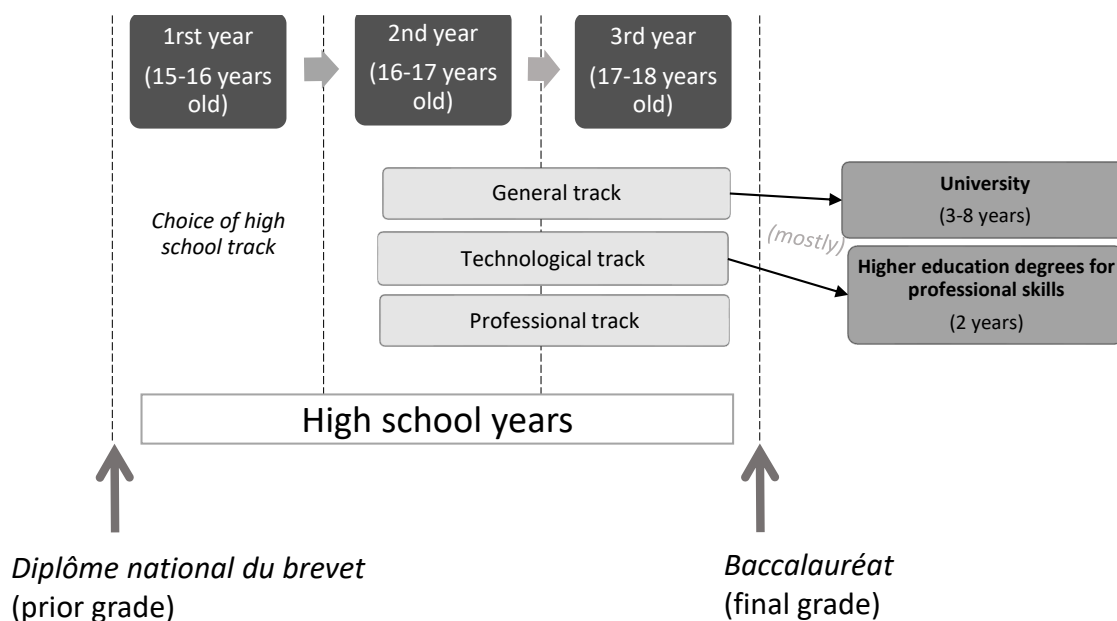 1rst year
(15-16 years
old)
2nd year
(16-17 years
old)
3rd year
(17-18 years
old)
Choice of high
school track
General track
Technological track
Professional track
(mostly)
University
(3-8 years)
Higher education degrees for
professional skills
(2 years)
High school years
Diplôme national du brevet
(prior grade)
Baccalauréat
(final grade)